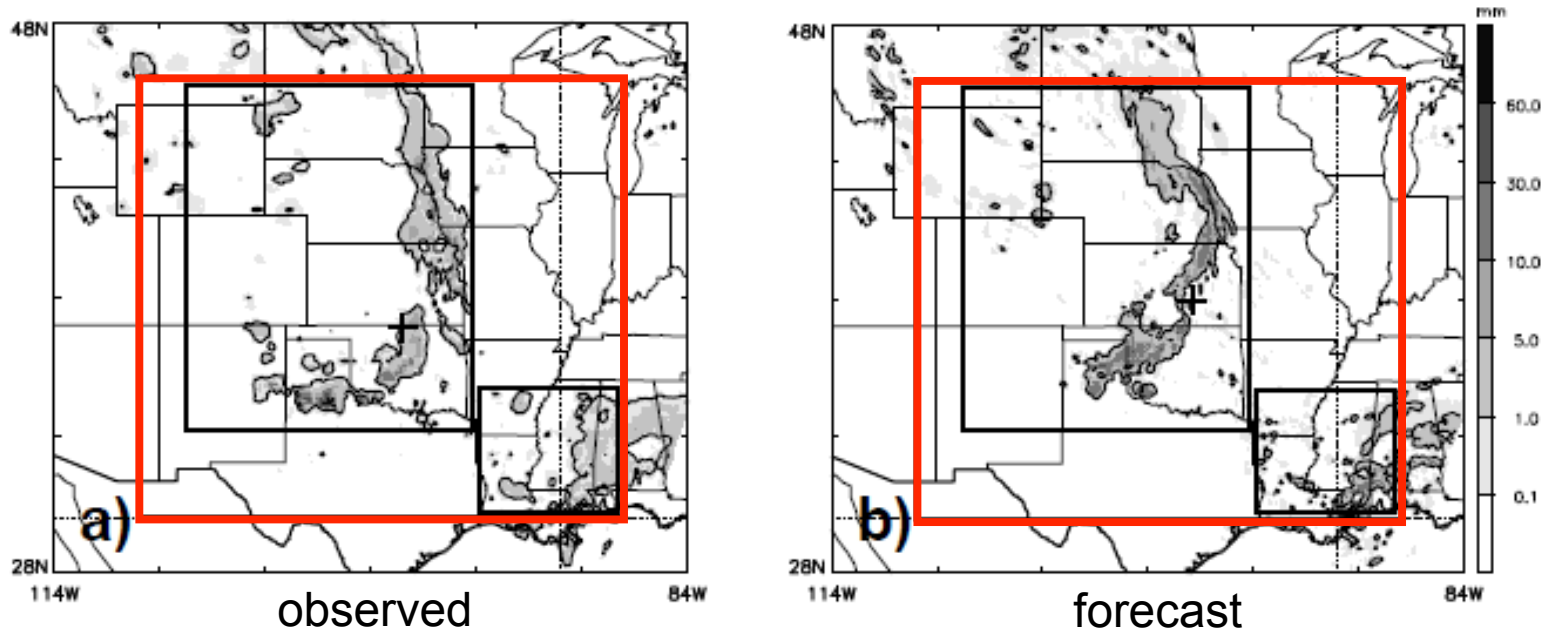 mm
48N
48N
60.0
30.0
10.0
5.0
1.0
0.1
a)
b)
28N
28N
114W
84W
114W
84W
observed
forecast